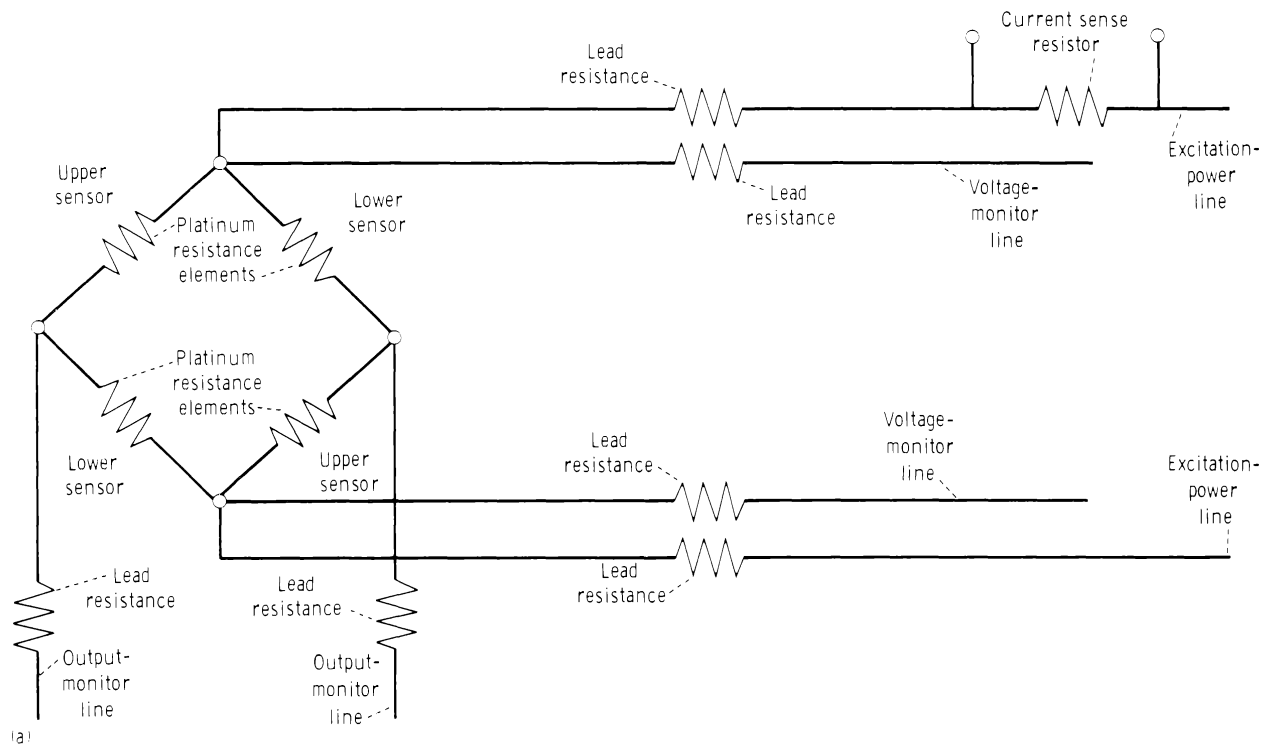 Current sense
resistor
Lead
resistance
Excitation-
power
line
Upper
sensor
Lower
sensor
Lead
resistance
Voltage-
monitor
line
Platinum
resistance
elements
Platinum
resistance
elements
Voltage-
monitor
line
Lead
resistance
Excitation-
power
line
Lower
sensor
Upper
sensor
Lead
resistance
Lead
resistance
Lead
resistance
Output-
monitor
line
Output-
monitor
line
(a)